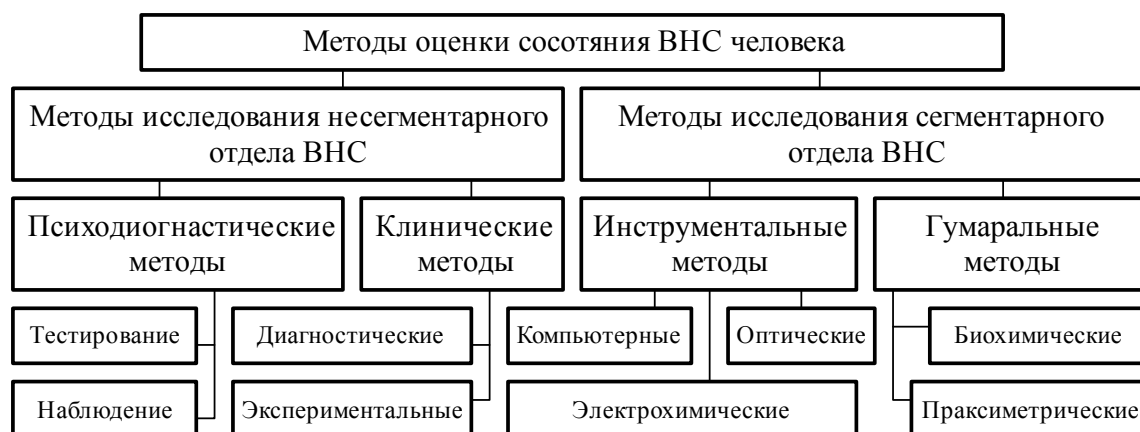 Методы оценки сосотяния ВНС человека
Методы исследования несегментарного
отдела ВНС
Методы исследования сегментарного
отдела ВНС
Психодиогнастические
методы
Клинические
методы
Инструментальные
методы
Гумаральные
методы
Тестирование
Диагностические
Компьютерные
Оптические
Биохимические
Наблюдение
Экспериментальные
Электрохимические
Праксиметрические